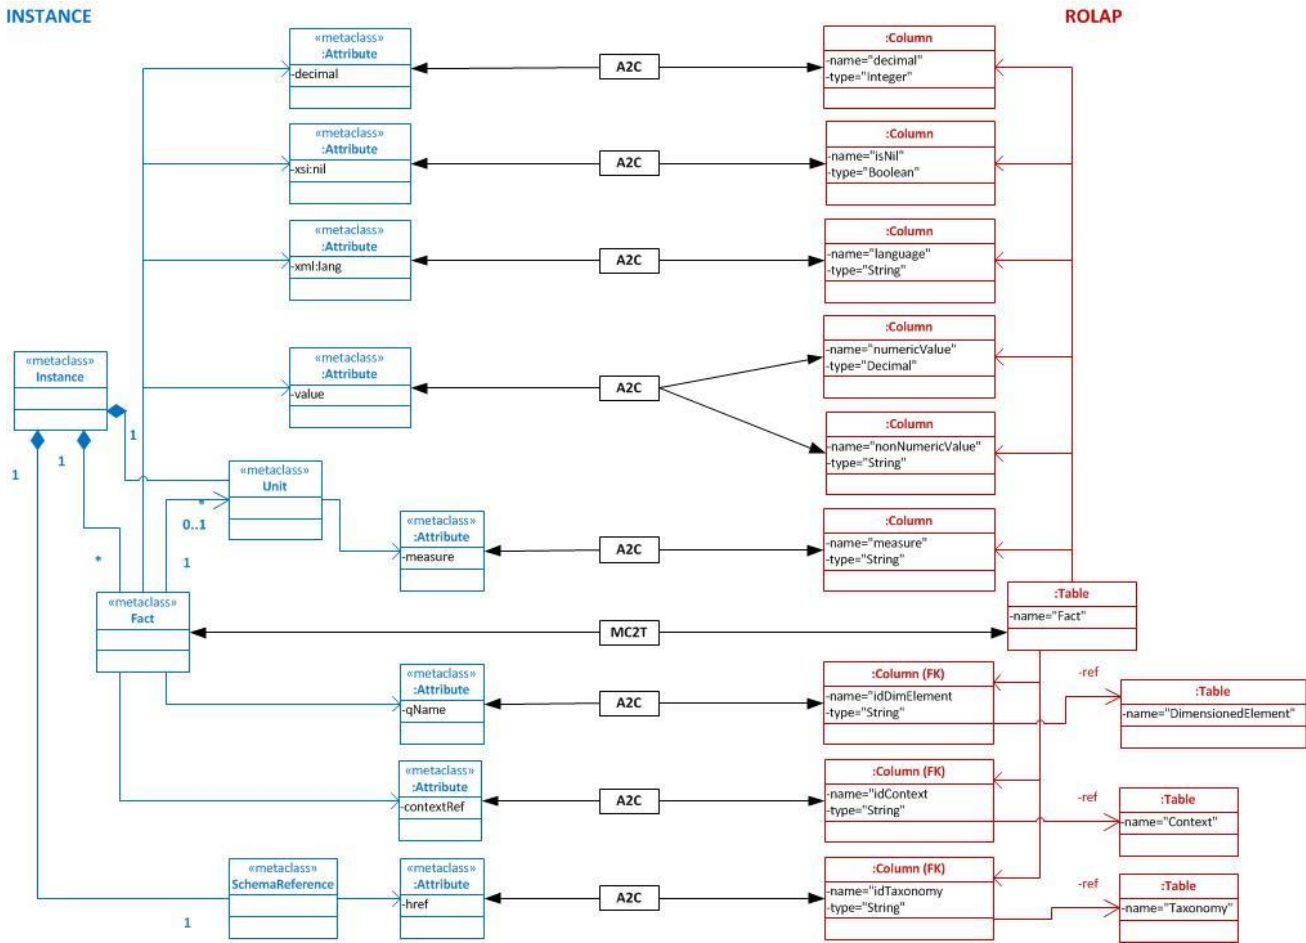 INSTANCE
ROLAP
«metaclass»
:Attribute
-decimal
A2C
:Column
-name="decimal"
-type="Integer"
«metaclass»
:Attribute
-xsi:nil
A2C
:Column
-name="isNil"
-type="Boolean"
«metaclass»
:Attribute
-xml:lang
A2C
:Column
-name="language"
-type="String"
«metaclass»
Instance
«metaclass»
:Attribute
-value
A2C
:Column
-name="numericValue"
-type="Decimal"
:Column
-name="nonNumericValue"
-type="String"
1
1
1
«metaclass»
Unit
*
0..1
1
*
«metaclass»
:Attribute
-measure
A2C
:Column
-name="measure"
-type="String"
«metaclass»
Fact
MC2T
:Table
-name="Fact"
«metaclass»
:Attribute
-qName
A2C
:Column (FK)
-name="idDimElement
-type="String"
-ref
:Table
-name="DimensionedElement"
«metaclass»
:Attribute
-contextRef
A2C
:Column (FK)
-name="idContext
-type="String"
-ref
:Table
-name="Context"
«metaclass»
SchemaReference
1
«metaclass»
:Attribute
-href
A2C
:Column (FK)
-name="idTaxonomy
-type="String"
-ref
:Table
-name="Taxonomy"